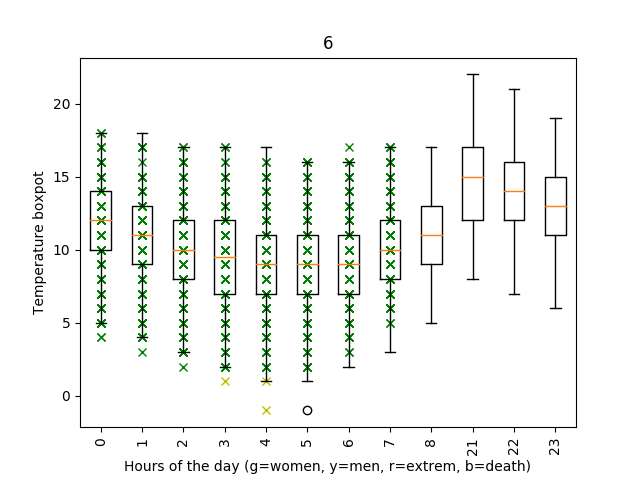 6
20
15
10
5
0
Temperature boxpot
0 1 2 3 4 5 6 7 8 21 22 23
Hours of the day (g=women, y=men, r=extrem, b=death)